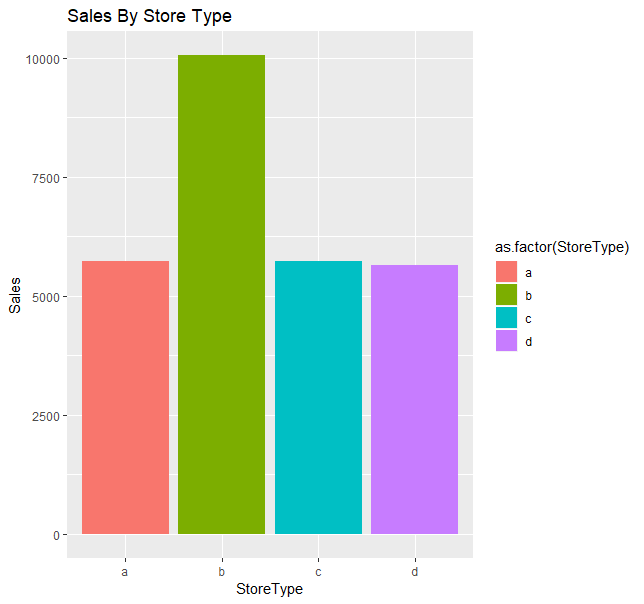 Sales By Store Type
10000
7500
5000
2500
0
Sales
a b c d
StoreType
as.factor(StoreType)
a
b
c
d